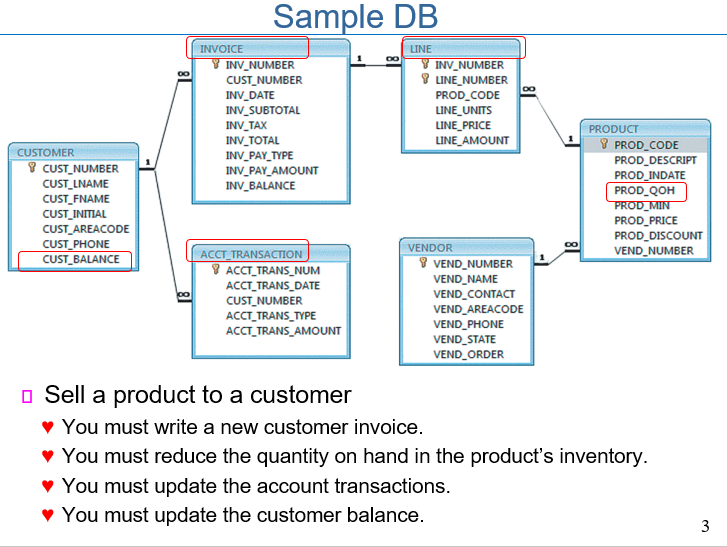 Sample DB
INVOICE
INV_NUMBER
CUST_NUMBER
INV_DATE
INV_SUBTOTAL
INV_TAX
INV_TOTAL
INV_PAY_TYPE
INV_PAY_AMOUNT
INV_BALANCE
1
∞
LINE
INV_NUMBER
LINE_NUMBER
PROD_CODE
LINE_UNITS
LINE_PRICE
LINE_AMOUNT
∞
1
PRODUCT
PROD_CODE
PROD_DESCRIPT
PROD_INDATE
PROD_QOH
PROD_MIN
PROD_PRICE
PROD_DISCOUNT
VEND_NUMBER
CUSTOMER
CUST_NUMBER
CUST_LNAME
CUST_FNAME
CUST_INITIAL
CUST_AREACODE
CUST_PHONE
CUST_BALANCE
1
∞
∞
ACCT_TRANSACTION
ACCT_TRANS_NUM
ACCT_TRANS_DATE
CUST_NUMBER
ACCT_TRANS_TYPE
ACCT_TRANS_AMOUNT
VENDOR
VEND_NUMBER
VEND_NAME
VEND_CONTACT
VEND_AREACODE
VEND_PHONE
VEND_STATE
VEND_ORDER
1
∞
Sell a product to a customer
♥ You must write a new customer invoice.
♥ You must reduce the quantity on hand in the product’s inventory.
♥ You must update the account transactions.
♥ You must update the customer balance.
3